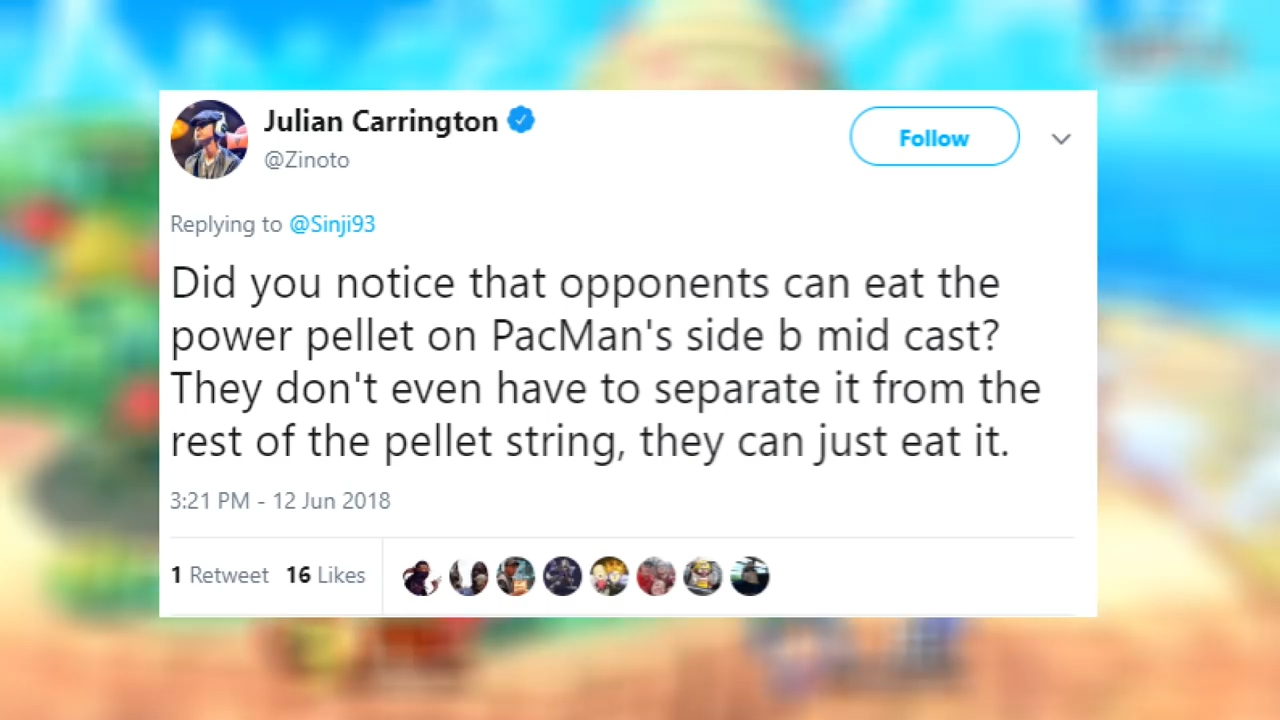 Julian Carrington
@Zinoto
Follow
Replying to @Sinji93
Did you notice that opponents can eat the
power pellet on PacMan's side b mid cast?
They don't even have to separate it from the
rest of the pellet string, they can just eat it.
3:21 PM - 12 Jun 2018
1 Retweet 16 Likes